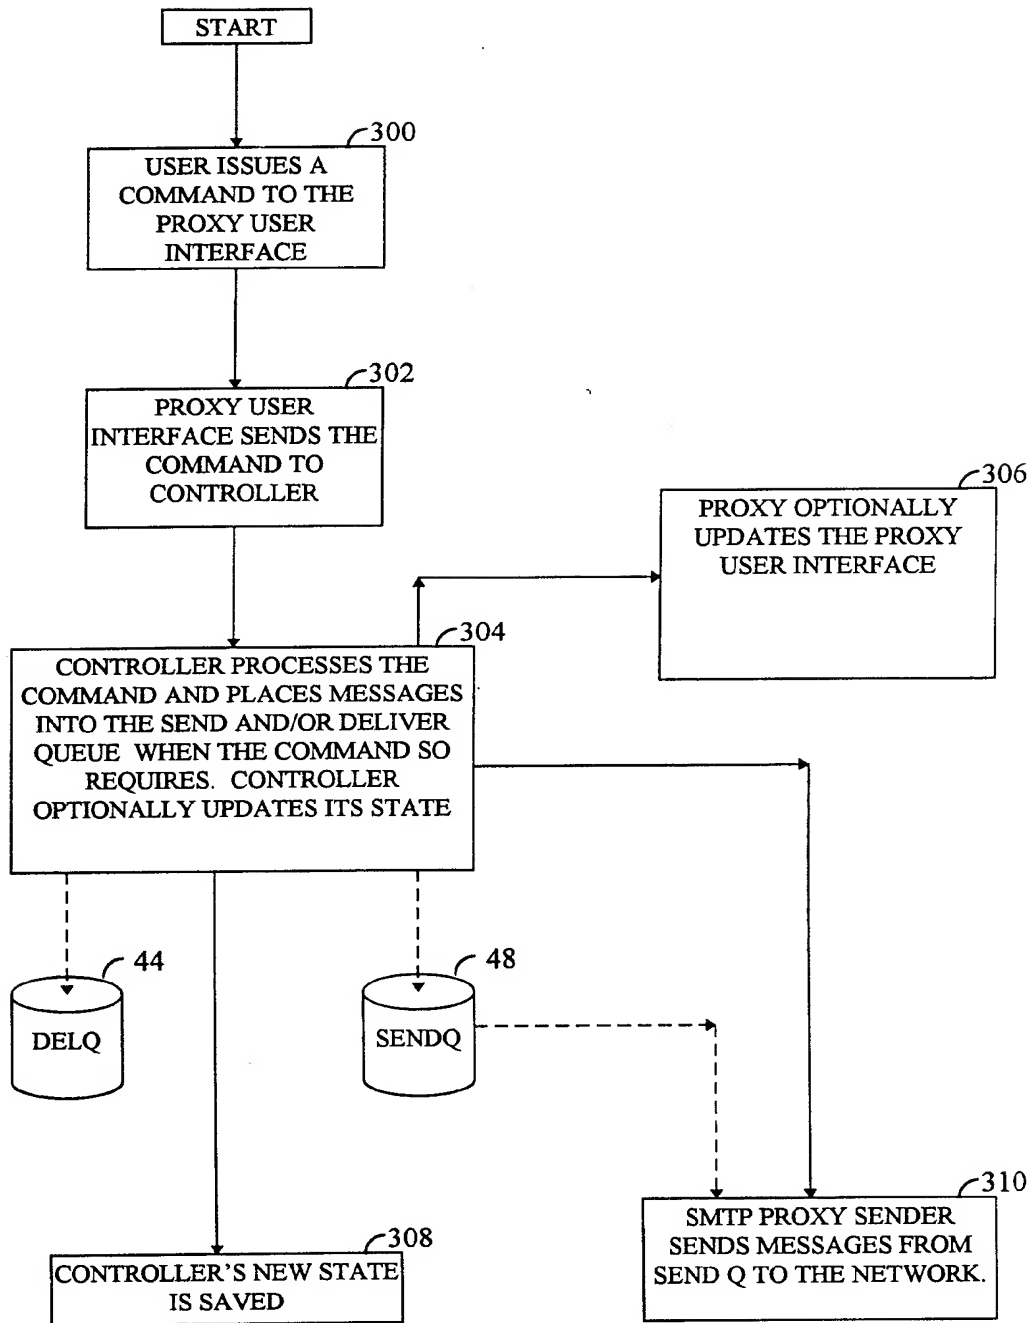 START
300
USER ISSUES A
COMMAND TO THE
PROXY USER
INTERFACE
302
PROXY USER
INTERFACE SENDS THE
COMMAND TO
CONTROLLER
306
PROXY OPTIONALLY
UPDATES THE PROXY
USER INTERFACE
304
CONTROLLER PROCESSES THE
COMMAND AND PLACES MESSAGES
INTO THE SEND AND/OR DELIVER
QUEUE WHEN THE COMMAND SO
REQUIRES. CONTROLLER
OPTIONALLY UPDATES ITS STATE
44
DELQ
48
SENDQ
308
CONTROLLER'S NEW STATE
IS SAVED
310
SMTP PROXY SENDER
SENDS MESSAGES FROM
SEND Q TO THE NETWORK.